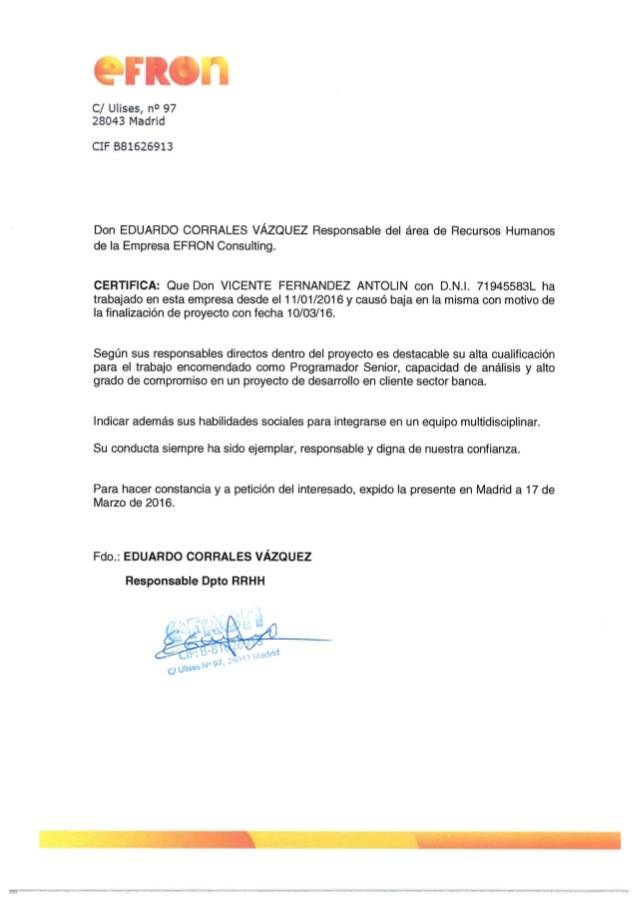 eFRON
C/ Ulises, nº 97
28043 Madrid
CIF B81626913
Don EDUARDO CORRALES VÁZQUEZ Responsable del área de Recursos Humanos
de la Empresa EFRON Consulting.
CERTIFICA: Que Don VICENTE FERNANDEZ ANTOLIN con D.N.I. 71945583L ha
trabajado en esta empresa desde el 11/01/2016 y causó baja en la misma con motivo de
la finalización de proyecto con fecha 10/03/16.
Según sus responsables directos dentro del proyecto es destacable su alta cualificación
para el trabajo encomendado como Programador Senior, capacidad de análisis y alto
grado de compromiso en un proyecto de desarrollo en cliente sector banca.
Indicar además sus habilidades sociales para integrarse en un equipo multidisciplinar.
Su conducta siempre ha sido ejemplar, responsable y digna de nuestra confianza.
Para hacer constancia y a petición del interesado, expido la presente en Madrid a 17 de
Marzo de 2016.
Fdo.: EDUARDO CORRALES VÁZQUEZ
Responsable Dpto RRHH
eFRON
C/ Ulises Nº 97, 28043 Madrid